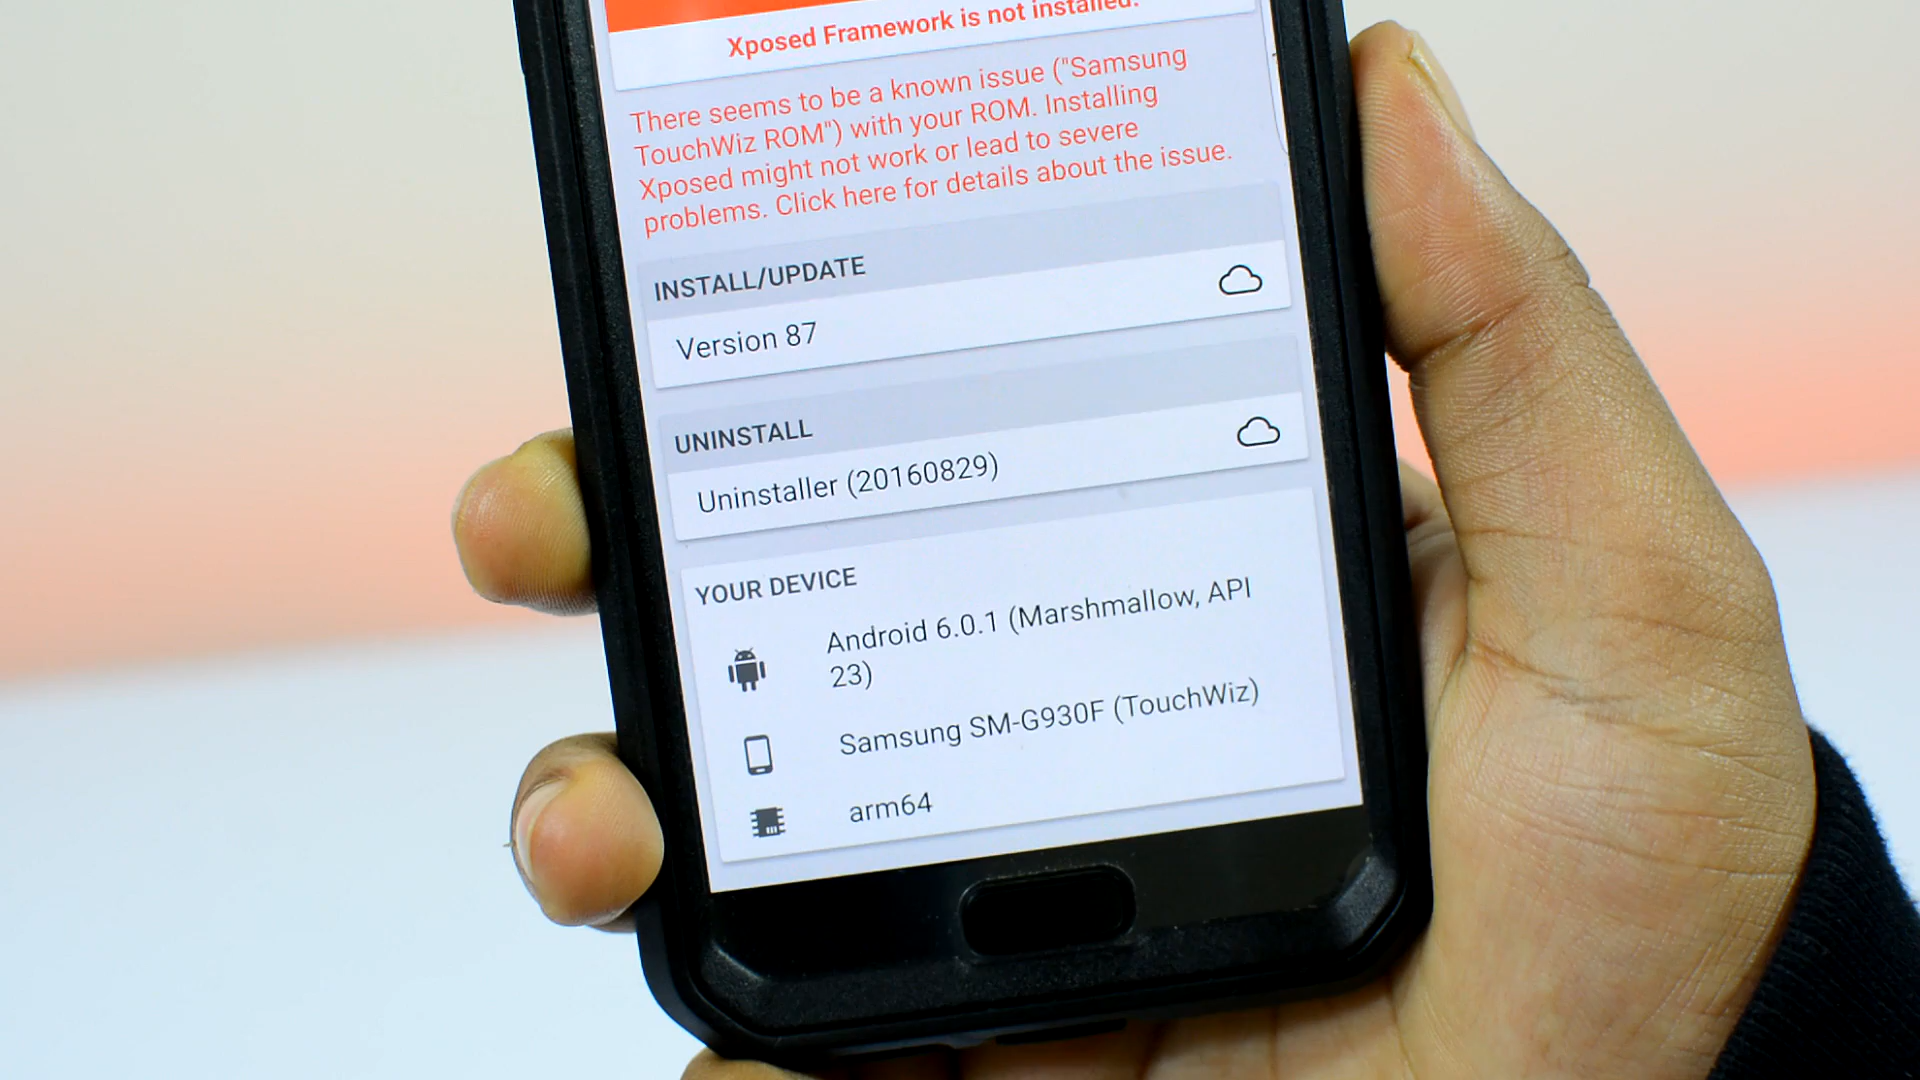 Xposed Framework is not installed.
There seems to be a known issue ("Samsung
TouchWiz ROM") with your ROM. Installing
Xposed might not work or lead to severe
problems. Click here for details about the issue.
INSTALL/UPDATE
Version 87
UNINSTALL
Uninstaller (20160829)
YOUR DEVICE
Android 6.0.1 (Marshmallow, API
23)
Samsung SM-G930F (TouchWiz)
arm64